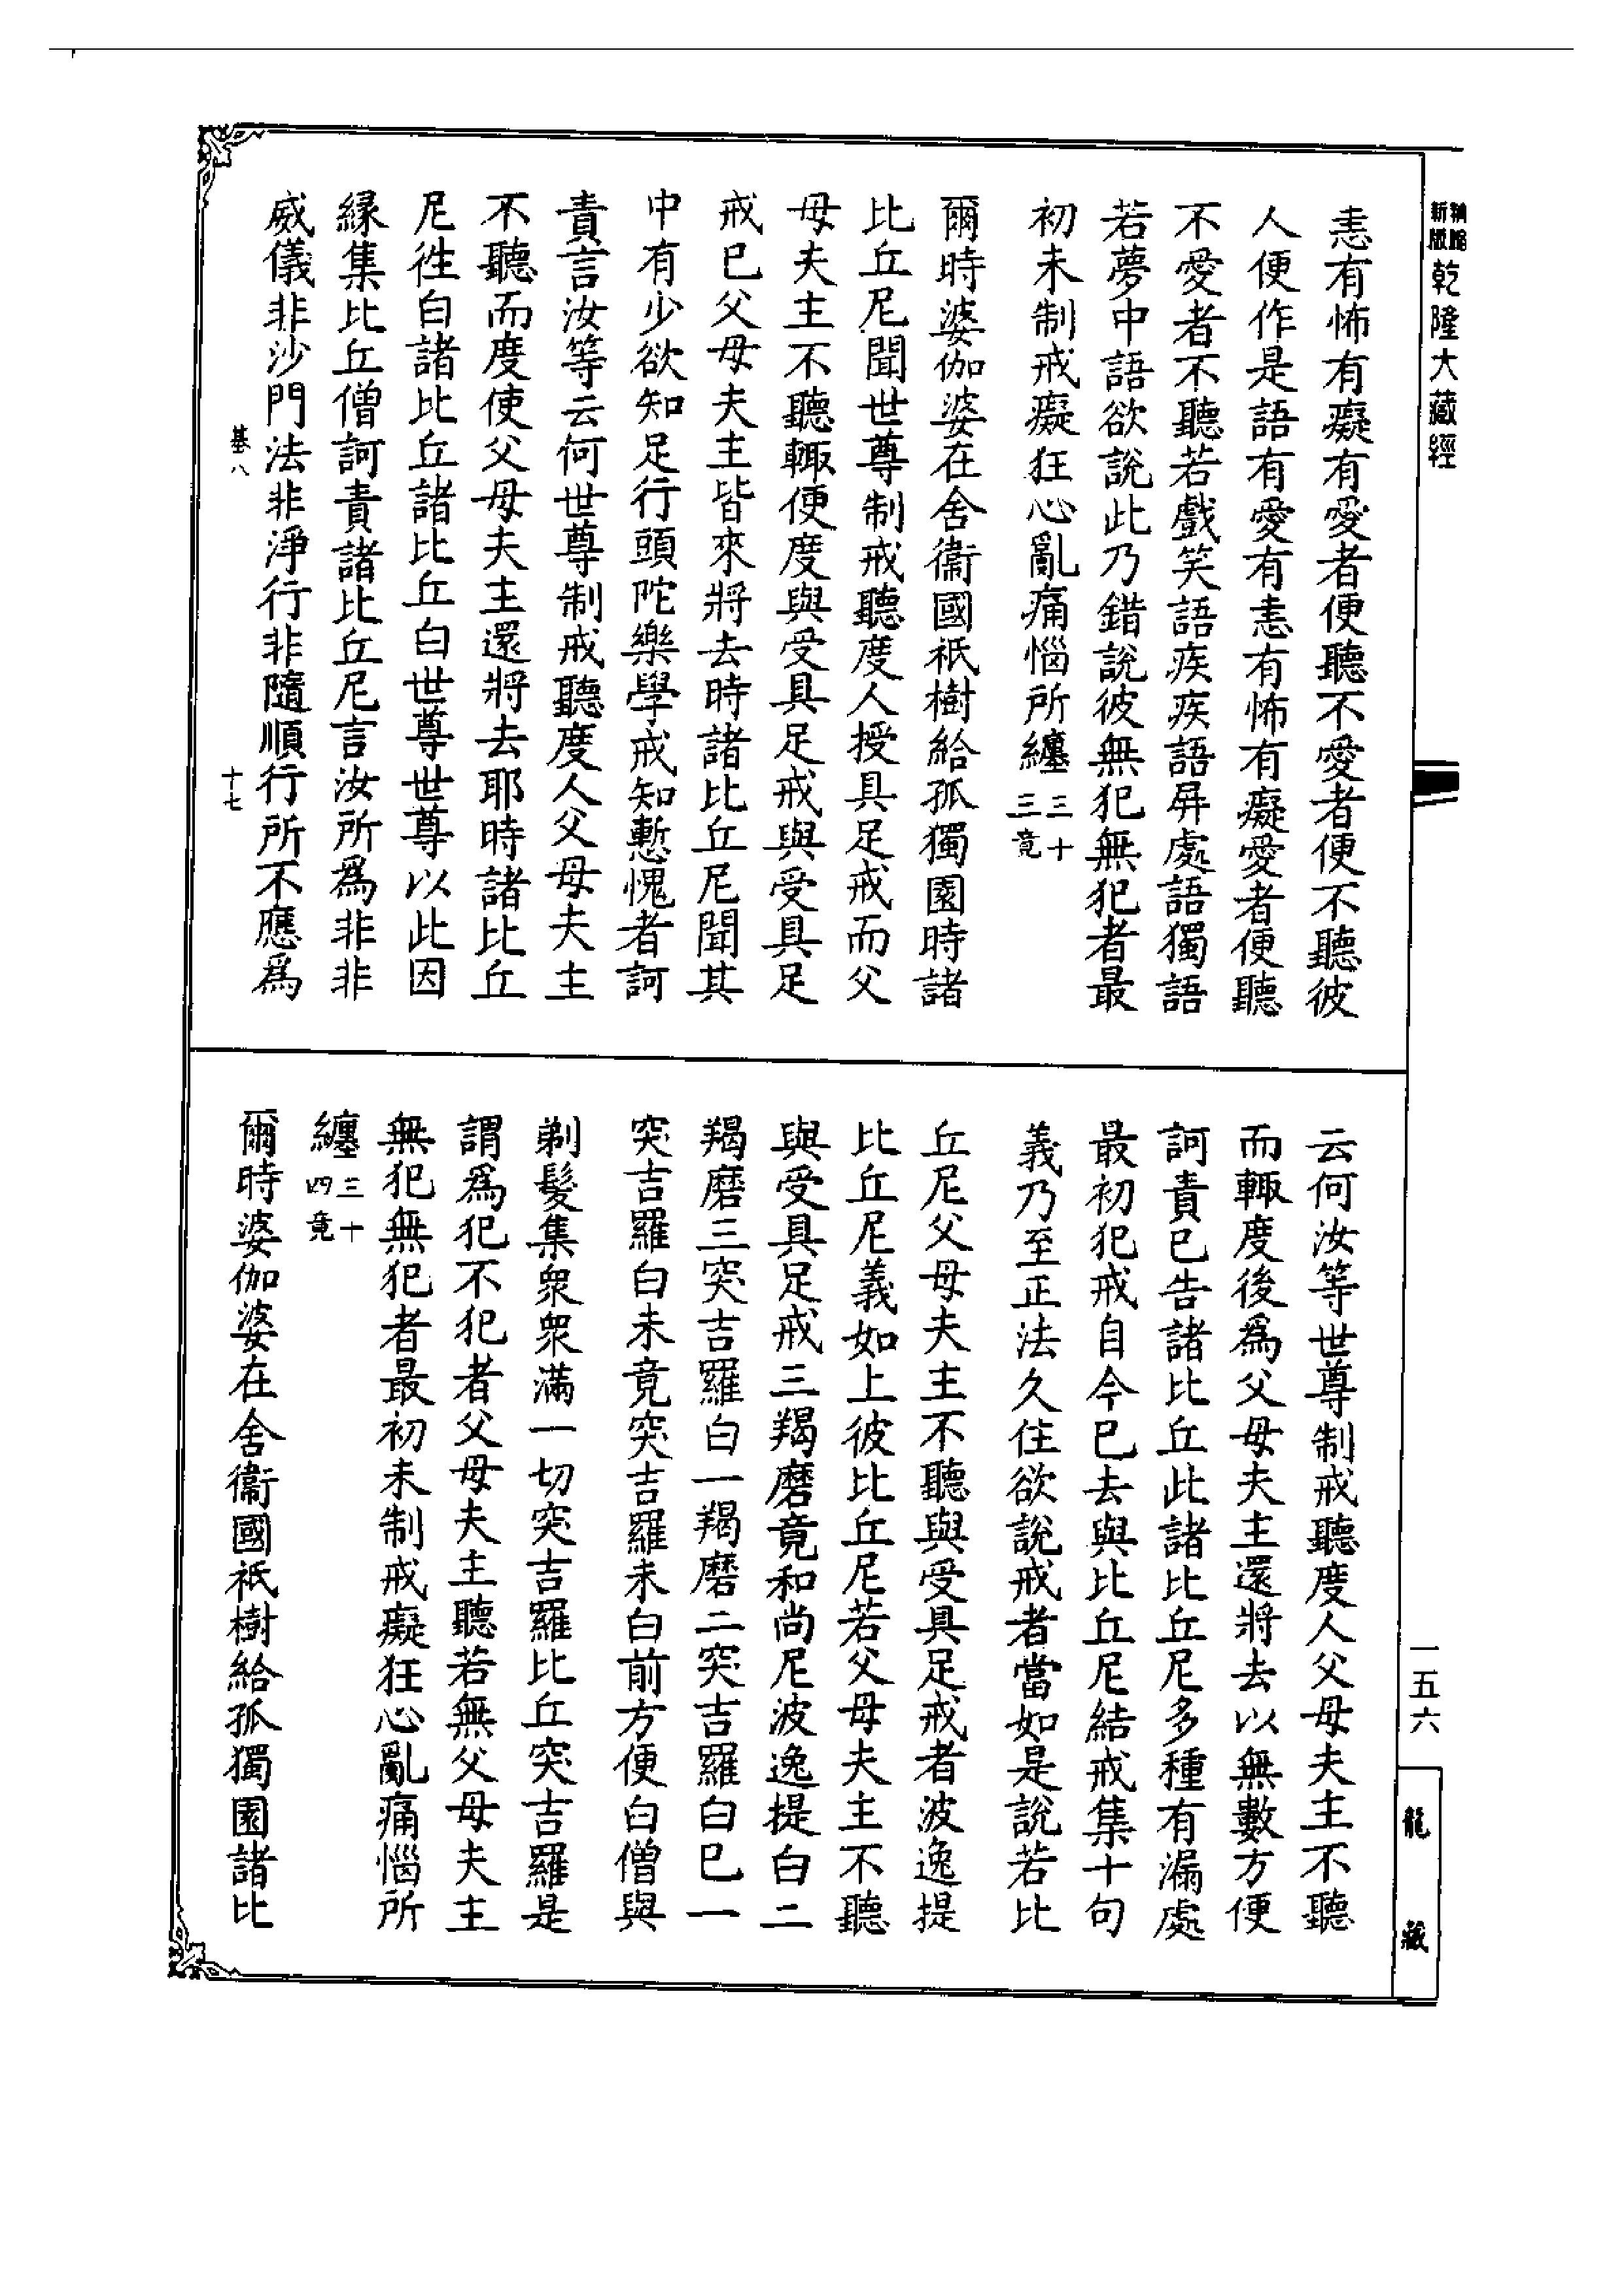 新編
縮版
乾隆大藏經
恚有怖有癡有愛者便聽不愛者便不聽彼
人便作是語有愛有恚有怖有癡愛者便聽
不愛者不聽若戲笑語疾疾語屏處語獨語
若夢中語欲說此乃錯說彼無犯無犯者最
初未制戒癡狂心亂痛惱所纏三十三竟
爾時婆伽婆在舍衞國祇樹給孤獨園時諸
比丘尼聞世尊制戒聽度人授具足戒而父
母夫主不聽輙便度與受具足戒與受具足
戒已父母夫主皆來將去時諸比丘尼聞其
中有少欲知足行頭陀樂學戒知慙愧者訶
責言汝等云何世尊制戒聽度人父母夫主
不聽而度使父母夫主還將去耶時諸比丘
尼徃白諸比丘諸比丘白世尊世尊以此因
緣集比丘僧訶責諸比丘尼言汝所爲非非
威儀非沙門法非淨行非隨順行所不應爲
基八
十七
云何汝等世尊制戒聽度人父母夫主不聽
而輙度後爲父母夫主還將去以無數方便
訶責已告諸比丘此諸比丘尼多種有漏處
最初犯戒自今已去與比丘尼結戒集十句
義乃至正法久住欲說戒者當如是說若比
丘尼父母夫主不聽與受具足戒者波逸提
比丘尼義如上彼比丘尼若父母夫主不聽
與受具足戒三羯磨竟和尚尼波逸提白二
羯磨三突吉羅白一羯磨二突吉羅白已一
突吉羅白未竟突吉羅未白前方便白僧與
剃髮集衆衆滿一切突吉羅比丘突吉羅是
謂爲犯不犯者父母夫主聽若無父母夫主
無犯無犯者最初未制戒癡狂心亂痛惱所
纏三十四竟
爾時婆伽婆在舍衞國祇樹給孤獨園諸比
一五六
龍藏